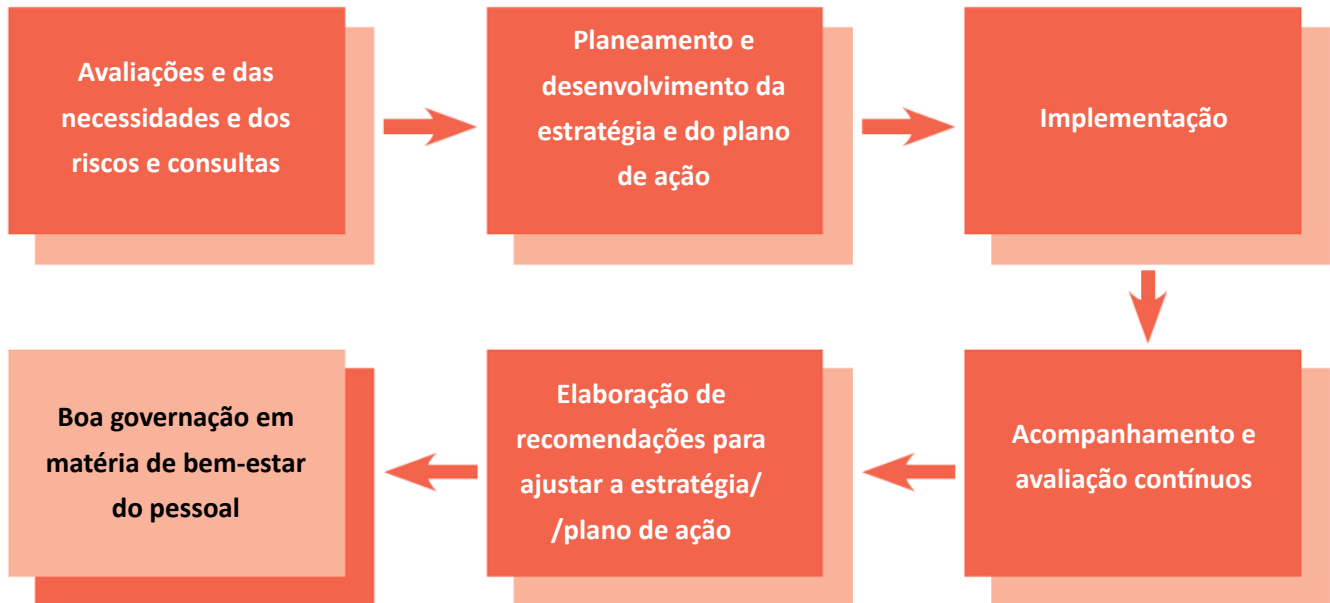 Avaliações e das
necessidades e dos
riscos e consultas
Planeamento e
desenvolvimento da
estratégia e do plano
de ação
Implementação
Acompanhamento e
avaliação contínuos
Elaboração de
recomendações para
ajustar a estratégia/
/plano de ação
Boa governação em
matéria de bem-estar
do pessoal